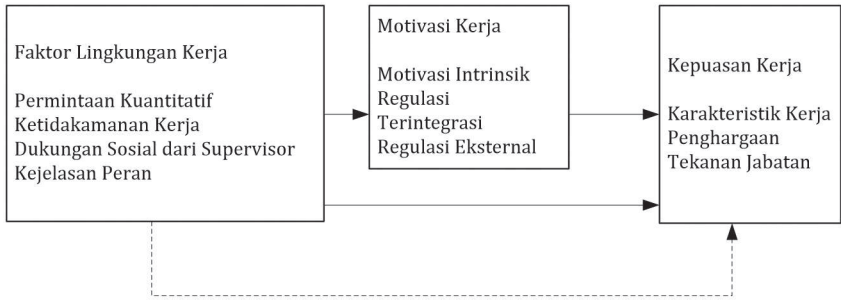 Faktor Lingkungan Kerja
Permintaan Kuantitatif
Ketidakamanan Kerja
Dukungan Sosial dari Supervisor
Kejelasan Peran
Motivasi Kerja
Motivasi Intrinsik
Regulasi
Terintegrasi
Regulasi Eksternal
Kepuasan Kerja
Karakteristik Kerja
Penghargaan
Tekanan Jabatan